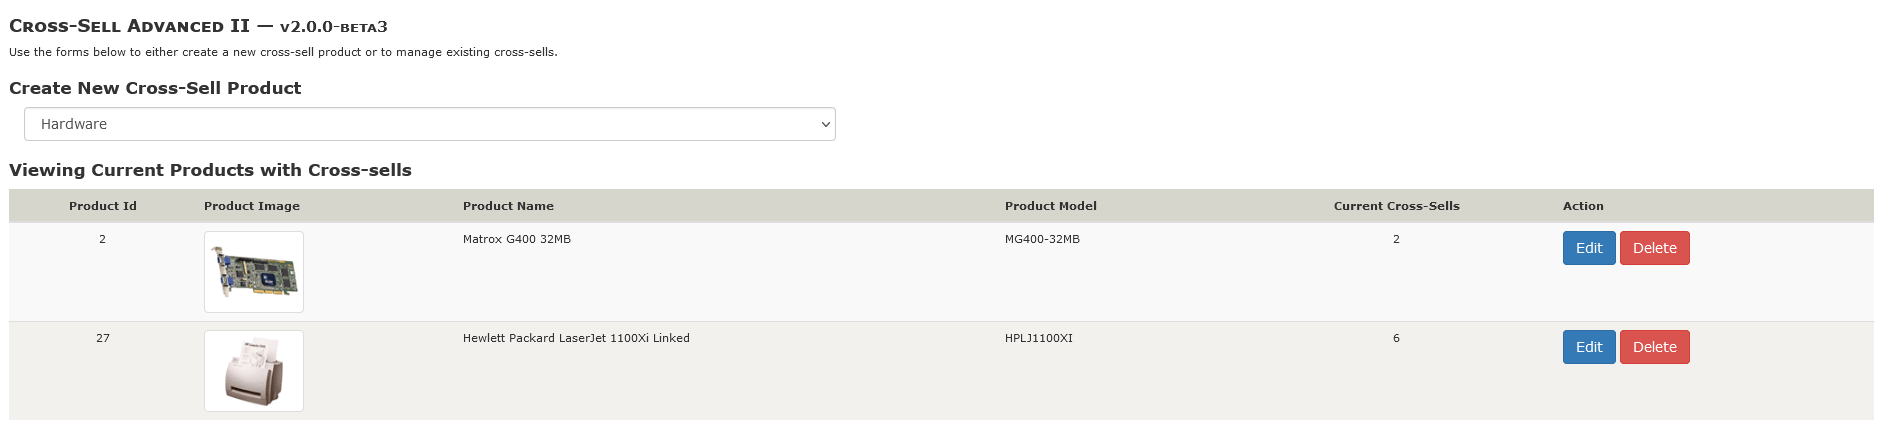 Cross-Sell Advanced II — v2.0.0-beta3
Use the forms below to either create a new cross-sell product or to manage existing cross-sells.
Create New Cross-Sell Product
Hardware
Viewing Current Products with Cross-sells
Product Id Product Image Product Name Product Model Current Cross-Sells Action
2 Matrox G400 32MB MG400-32MB 2 Edit Delete
27 Hewlett Packard LaserJet 1100Xi Linked HPLJ1100XI 6 Edit Delete